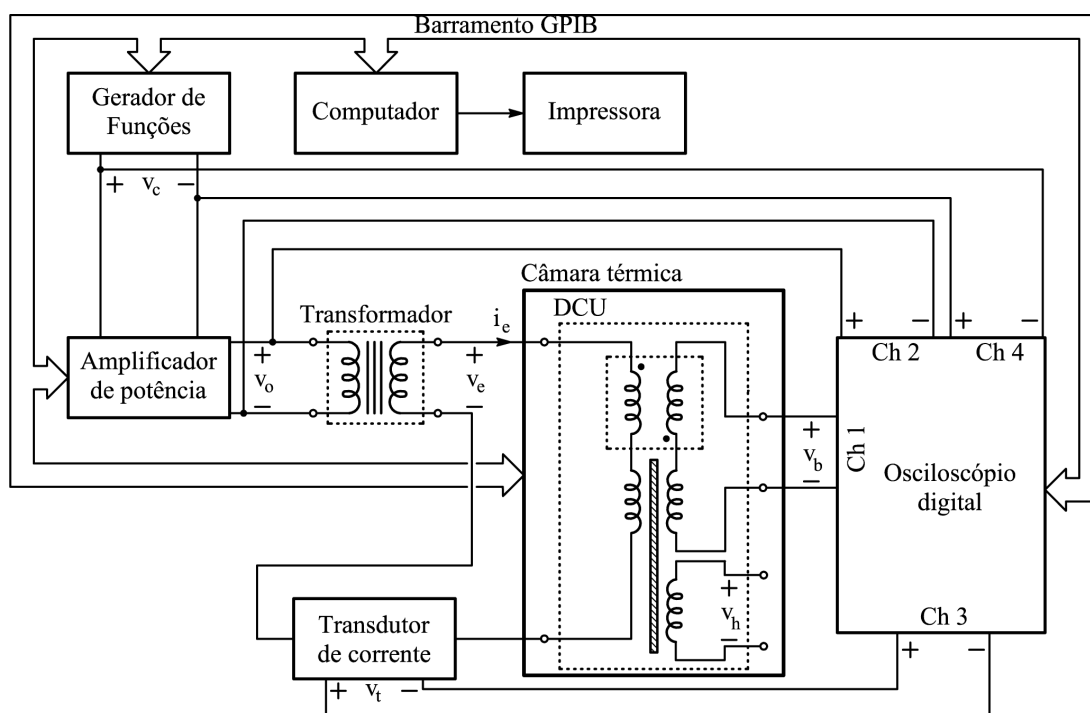 Barramento GPIB
Gerador de
Funções
Computador
Impressora
+ v_c −
Câmara térmica
DCU
Transformador
i_e
Amplificador
de potência
+
v_o
−
+
v_e
−
+ − + −
Ch 2 Ch 4
Ch 1
+
v_b
−
Osciloscópio
digital
+
v_h
−
Ch 3
+ −
Transdutor
de corrente
+ v_t −